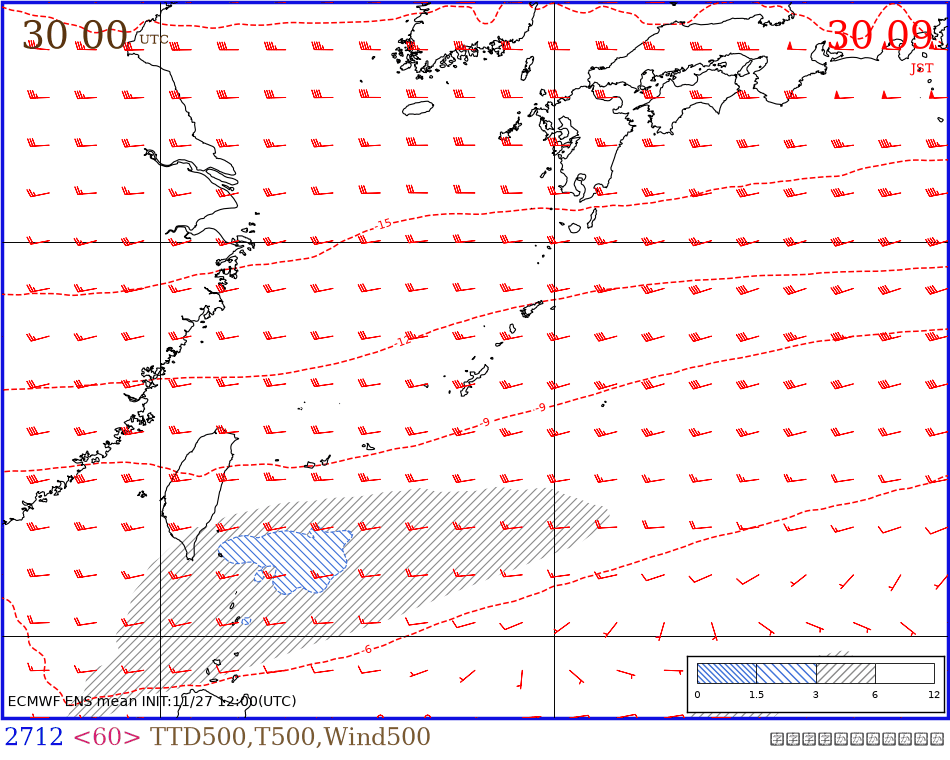 30 00 UTC
30 09
JST
-15
-12
-9
-9
-6
ECMWF ENS mean INIT:11/27 12:00(UTC)
0 1.5 3 6 12
2712 <60> TTD500,T500,Wind500